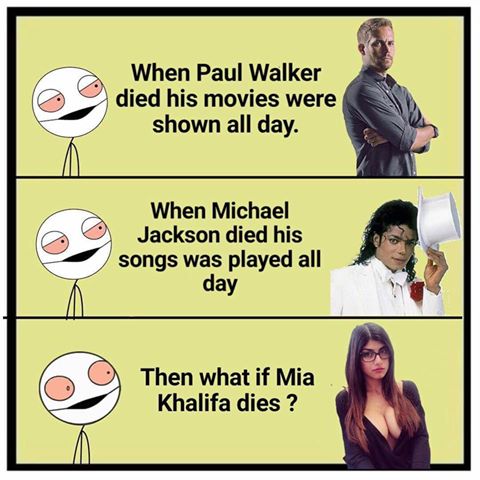 When Paul Walker
died his movies were
shown all day.
When Michael
Jackson died his
songs was played all
day
Then what if Mia
Khalifa dies ?